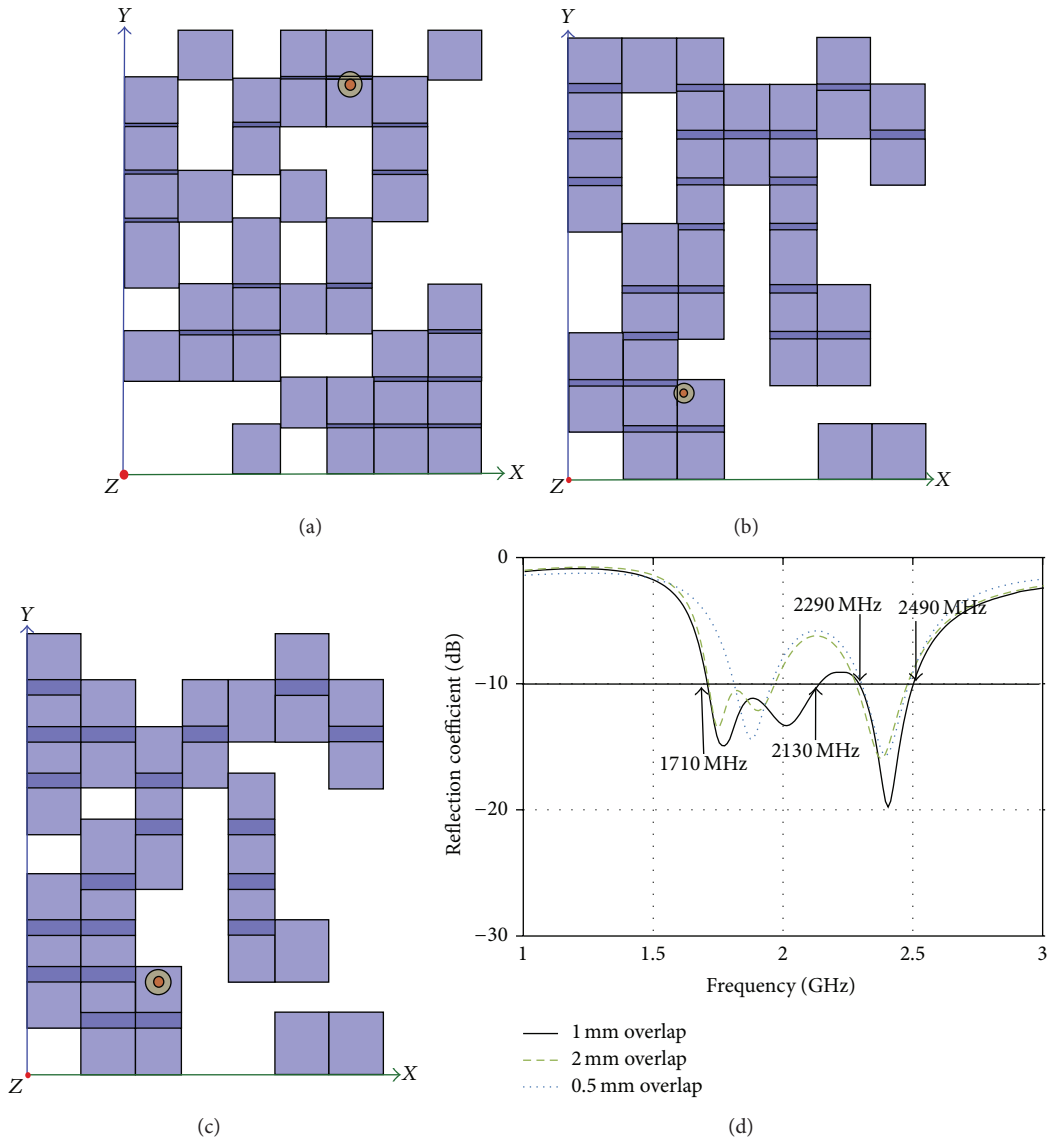 Y
Z
X
(a)
Y
Z
X
(b)
Y
Z
X
(c)
0
−10
−20
−30
1
1.5
2
2.5
3
Reflection coefficient (dB)
Frequency (GHz)
2290 MHz
2490 MHz
1710 MHz
2130 MHz
1 mm overlap
2 mm overlap
0.5 mm overlap
(d)